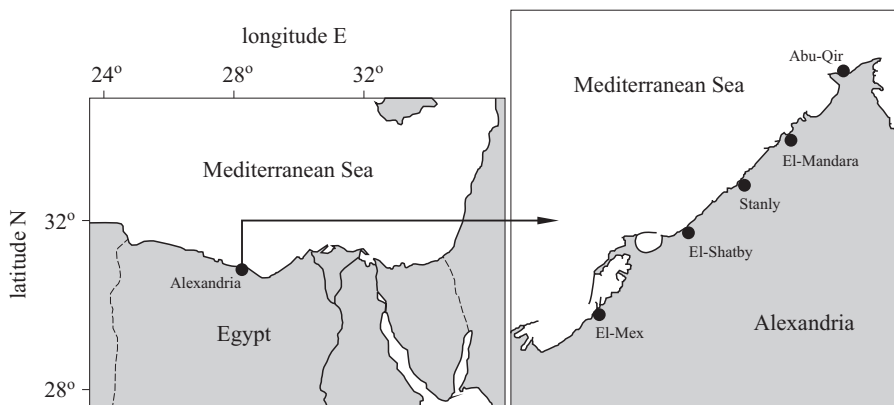 longitude E
24º
28º
32º
Mediterranean Sea
32º
latitude N
Alexandria
Egypt
28º
Abu-Qir
Mediterranean Sea
El-Mandara
Stanly
El-Shatby
El-Mex
Alexandria